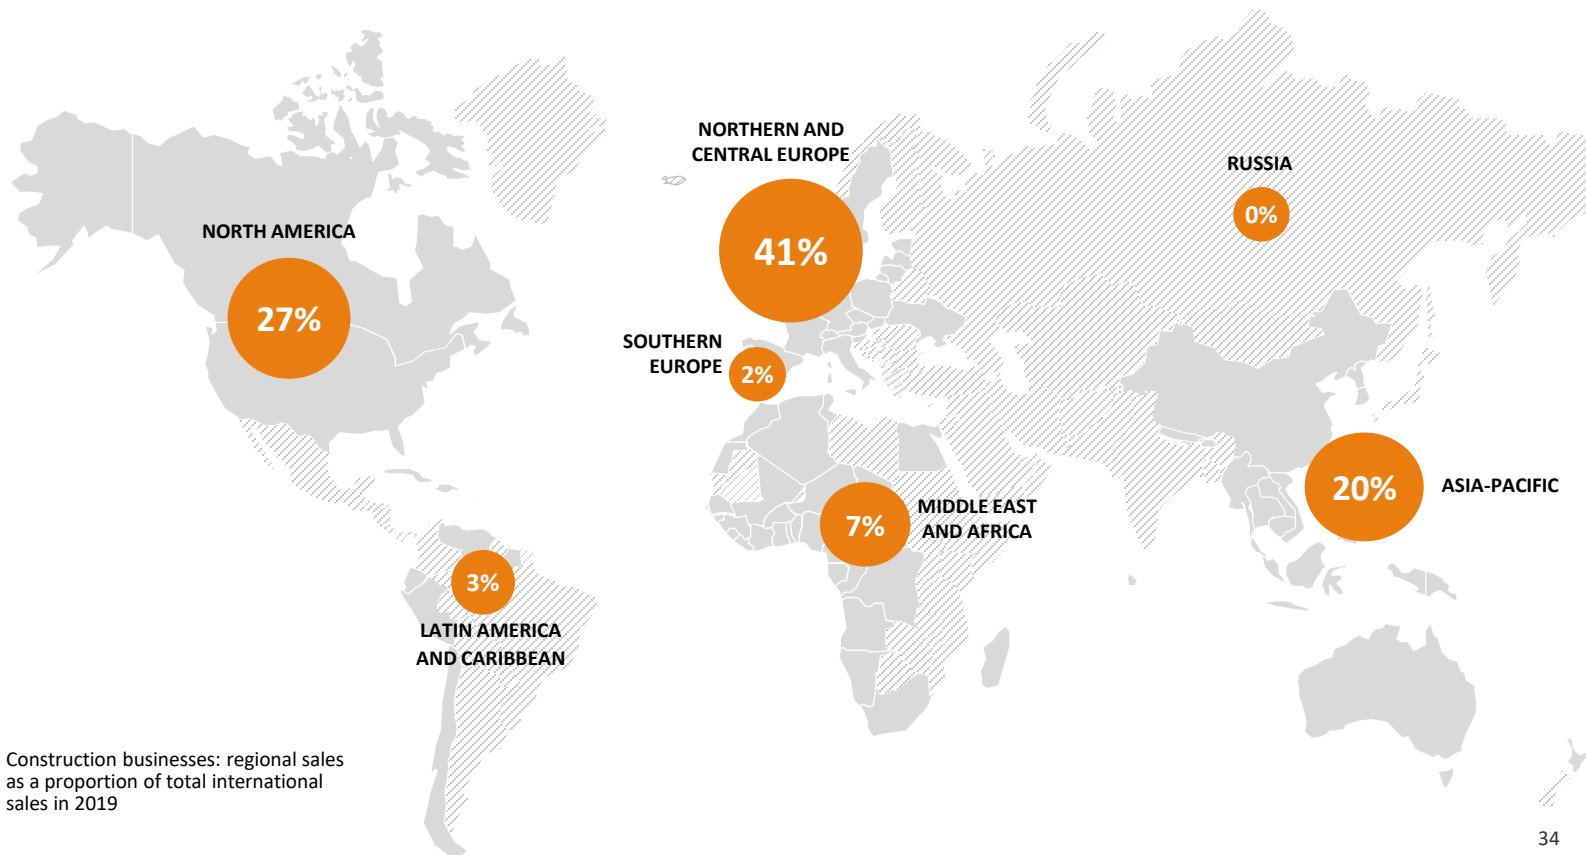 NORTHERN AND
CENTRAL EUROPE
41%
RUSSIA
0%
NORTH AMERICA
27%
SOUTHERN
EUROPE
2%
20%
ASIA-PACIFIC
7%
MIDDLE EAST
AND AFRICA
3%
LATIN AMERICA
AND CARIBBEAN
Construction businesses: regional sales
as a proportion of total international
sales in 2019
34